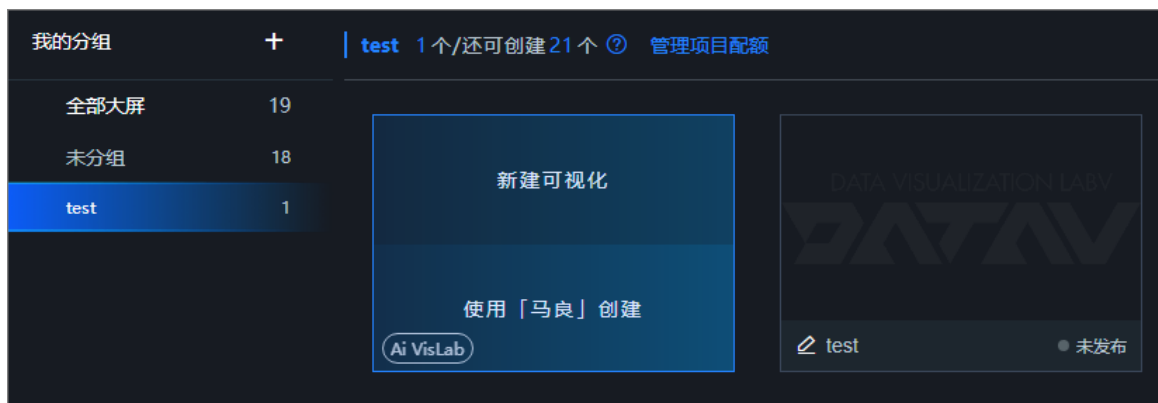 我的分组 +
全部大屏 19
未分组 18
test 1
test 1个/还可创建21个 ? 管理项目配额
新建可视化
使用「马良」创建
Ai VisLab
DATA VISUALIZATION LABV
DATAV
test 未发布